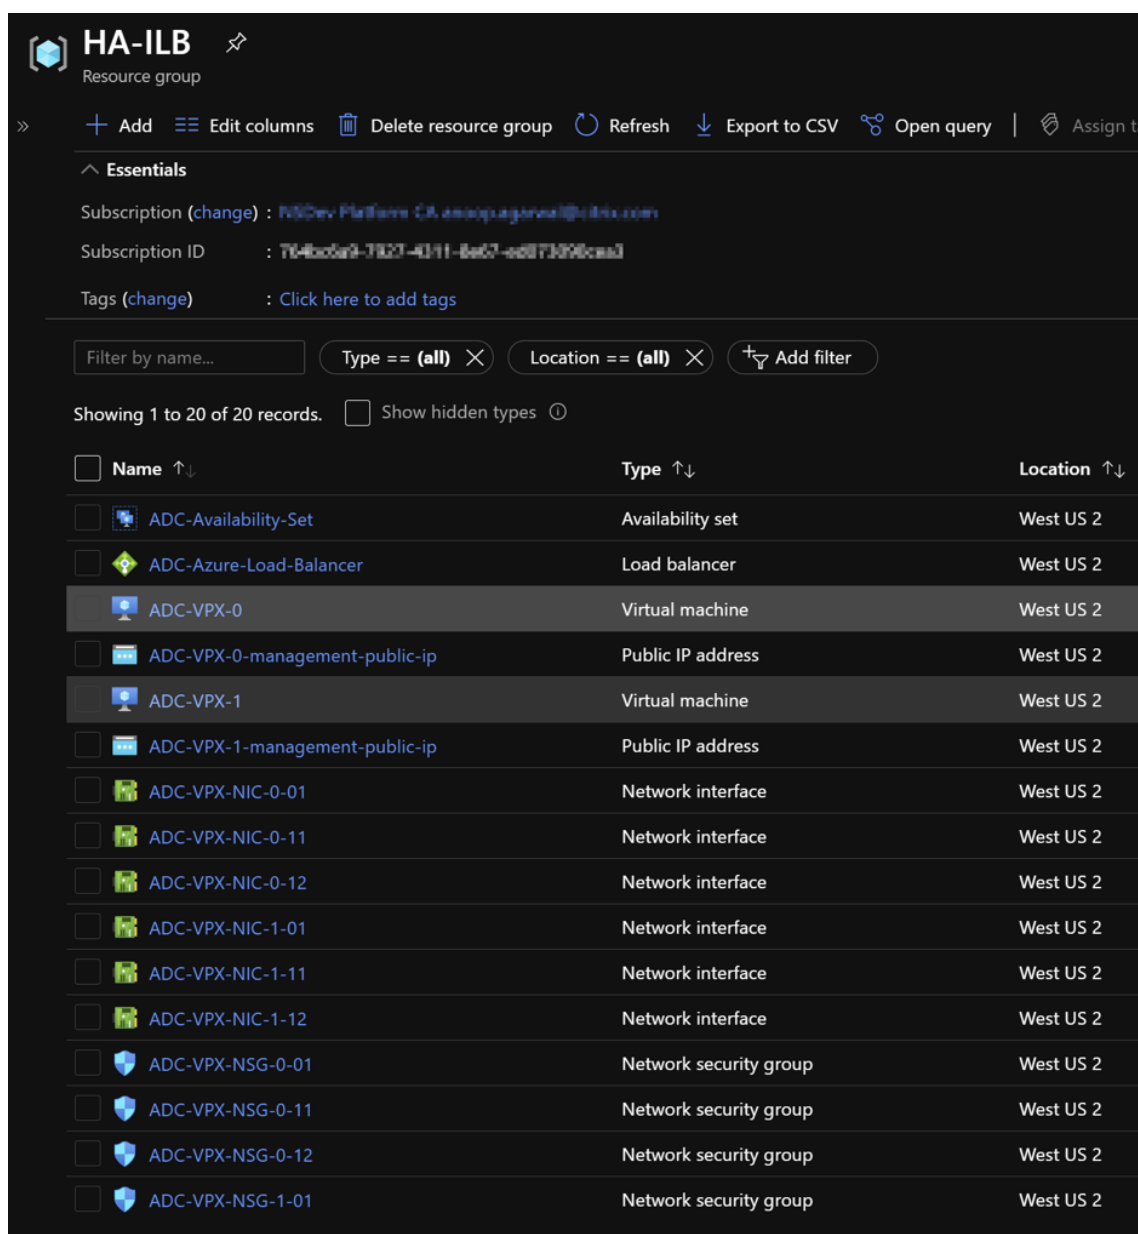 HA-ILB
Resource group
Add Edit columns Delete resource group Refresh Export to CSV Open query Assign
Essentials
Subscription (change) :
Subscription ID :
Tags (change) : Click here to add tags
Filter by name... Type == (all) Location == (all) Add filter
Showing 1 to 20 of 20 records. Show hidden types
Name Type Location
ADC-Availability-Set Availability set West US 2
ADC-Azure-Load-Balancer Load balancer West US 2
ADC-VPX-0 Virtual machine West US 2
ADC-VPX-0-management-public-ip Public IP address West US 2
ADC-VPX-1 Virtual machine West US 2
ADC-VPX-1-management-public-ip Public IP address West US 2
ADC-VPX-NIC-0-01 Network interface West US 2
ADC-VPX-NIC-0-11 Network interface West US 2
ADC-VPX-NIC-0-12 Network interface West US 2
ADC-VPX-NIC-1-01 Network interface West US 2
ADC-VPX-NIC-1-11 Network interface West US 2
ADC-VPX-NIC-1-12 Network interface West US 2
ADC-VPX-NSG-0-01 Network security group West US 2
ADC-VPX-NSG-0-11 Network security group West US 2
ADC-VPX-NSG-0-12 Network security group West US 2
ADC-VPX-NSG-1-01 Network security group West US 2